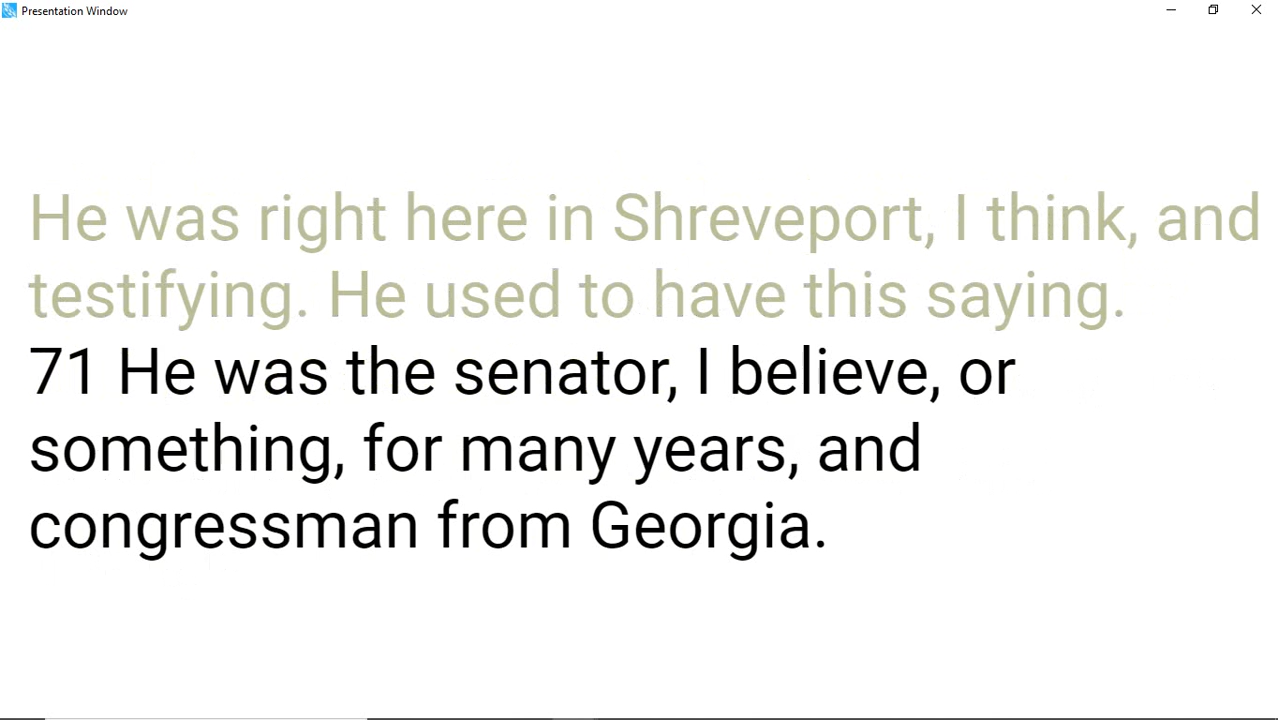 Presentation Window
He was right here in Shreveport, I think, and
testifying. He used to have this saying.
71 He was the senator, I believe, or
something, for many years, and
congressman from Georgia.